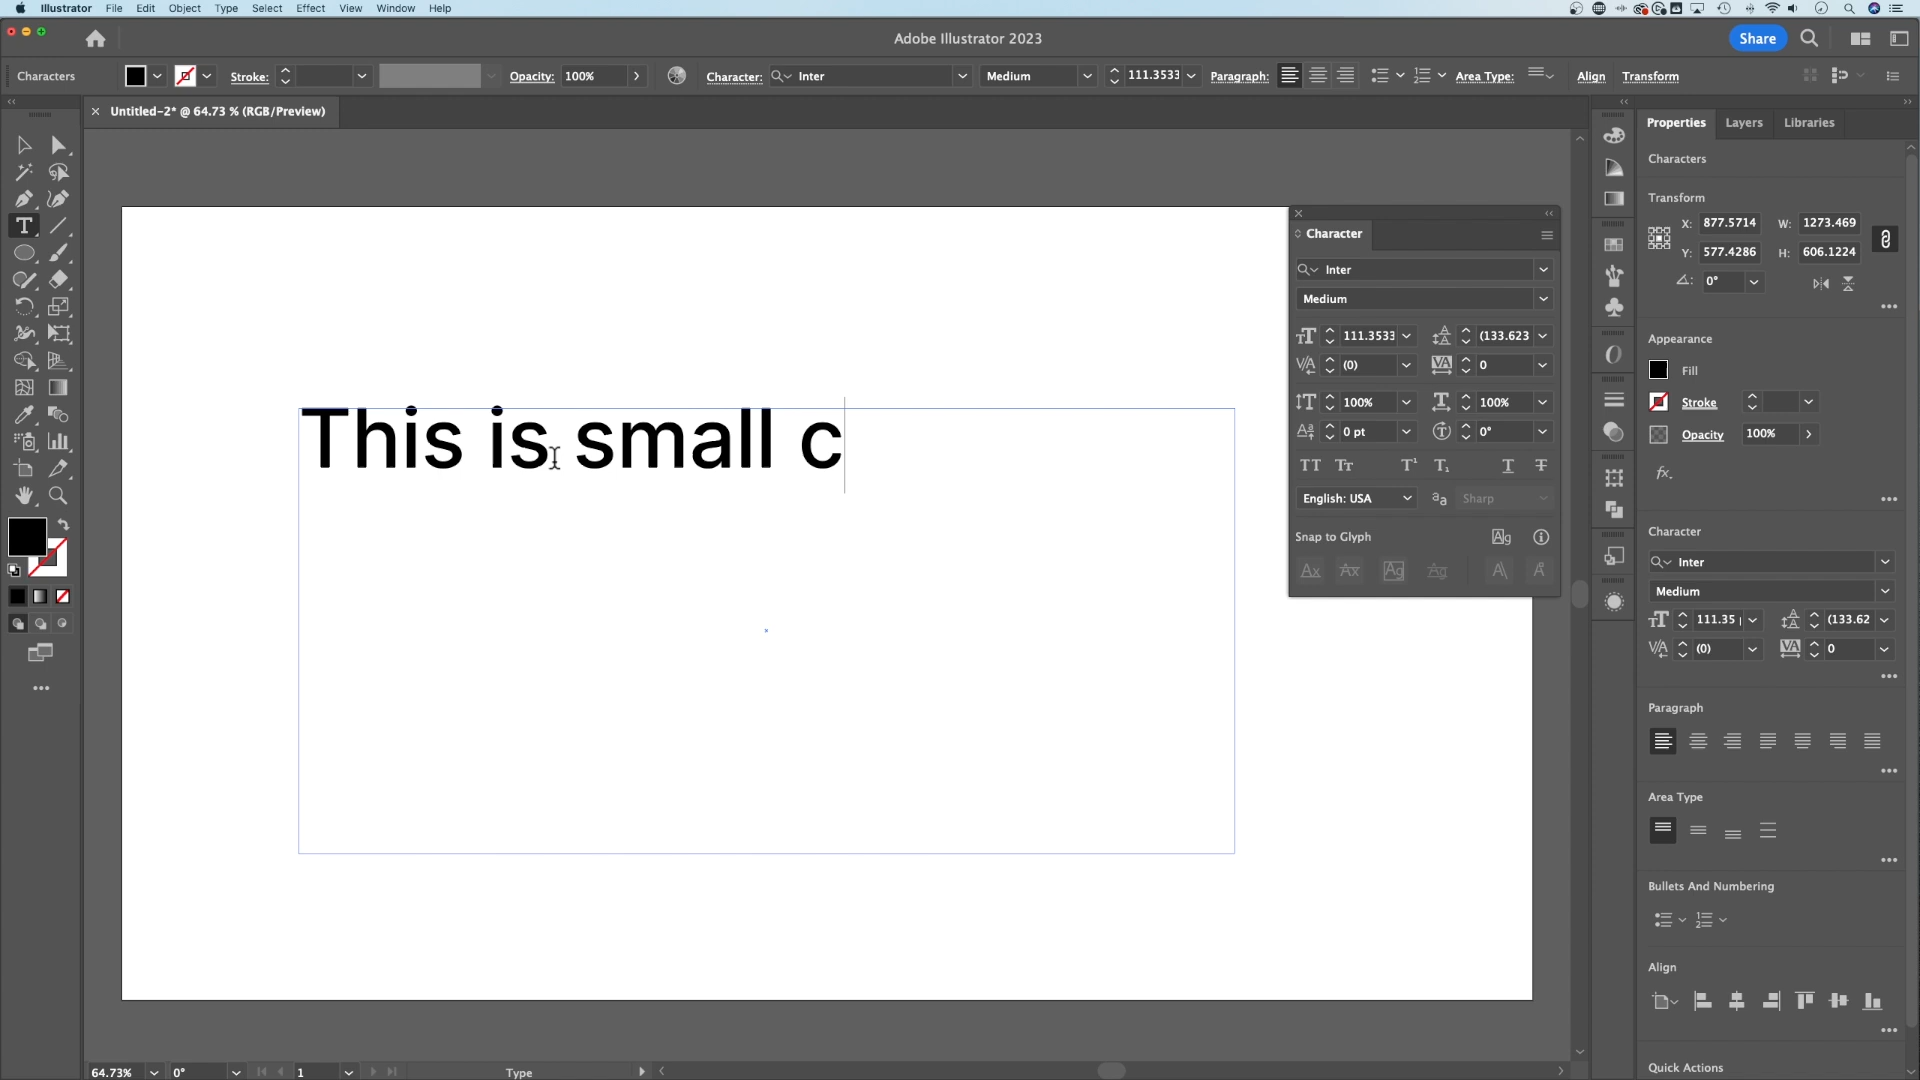 Illustrator File Edit Object Type Select Effect View Window Help
Adobe Illustrator 2023
Share
Characters Stroke: Opacity: 100% Character: Inter Medium 111.3533 Paragraph: Area Type: Align Transform
× Untitled-2* @ 64.73 % (RGB/Preview)
This is small c
Character
Inter
Medium
111.3533 (133.623
(0) 0
100% 100%
0 pt 0°
English: USA Sharp
Snap to Glyph
Properties Layers Libraries
Characters
Transform
X: 877.5714 W: 1273.469
Y: 577.4286 H: 606.1224
0°
Appearance
Fill
Stroke
Opacity 100%
fx.
Character
Inter
Medium
111.35 (133.62
(0) 0
Paragraph
Area Type
Bullets And Numbering
Align
Quick Actions
64.73% 0° 1 Type